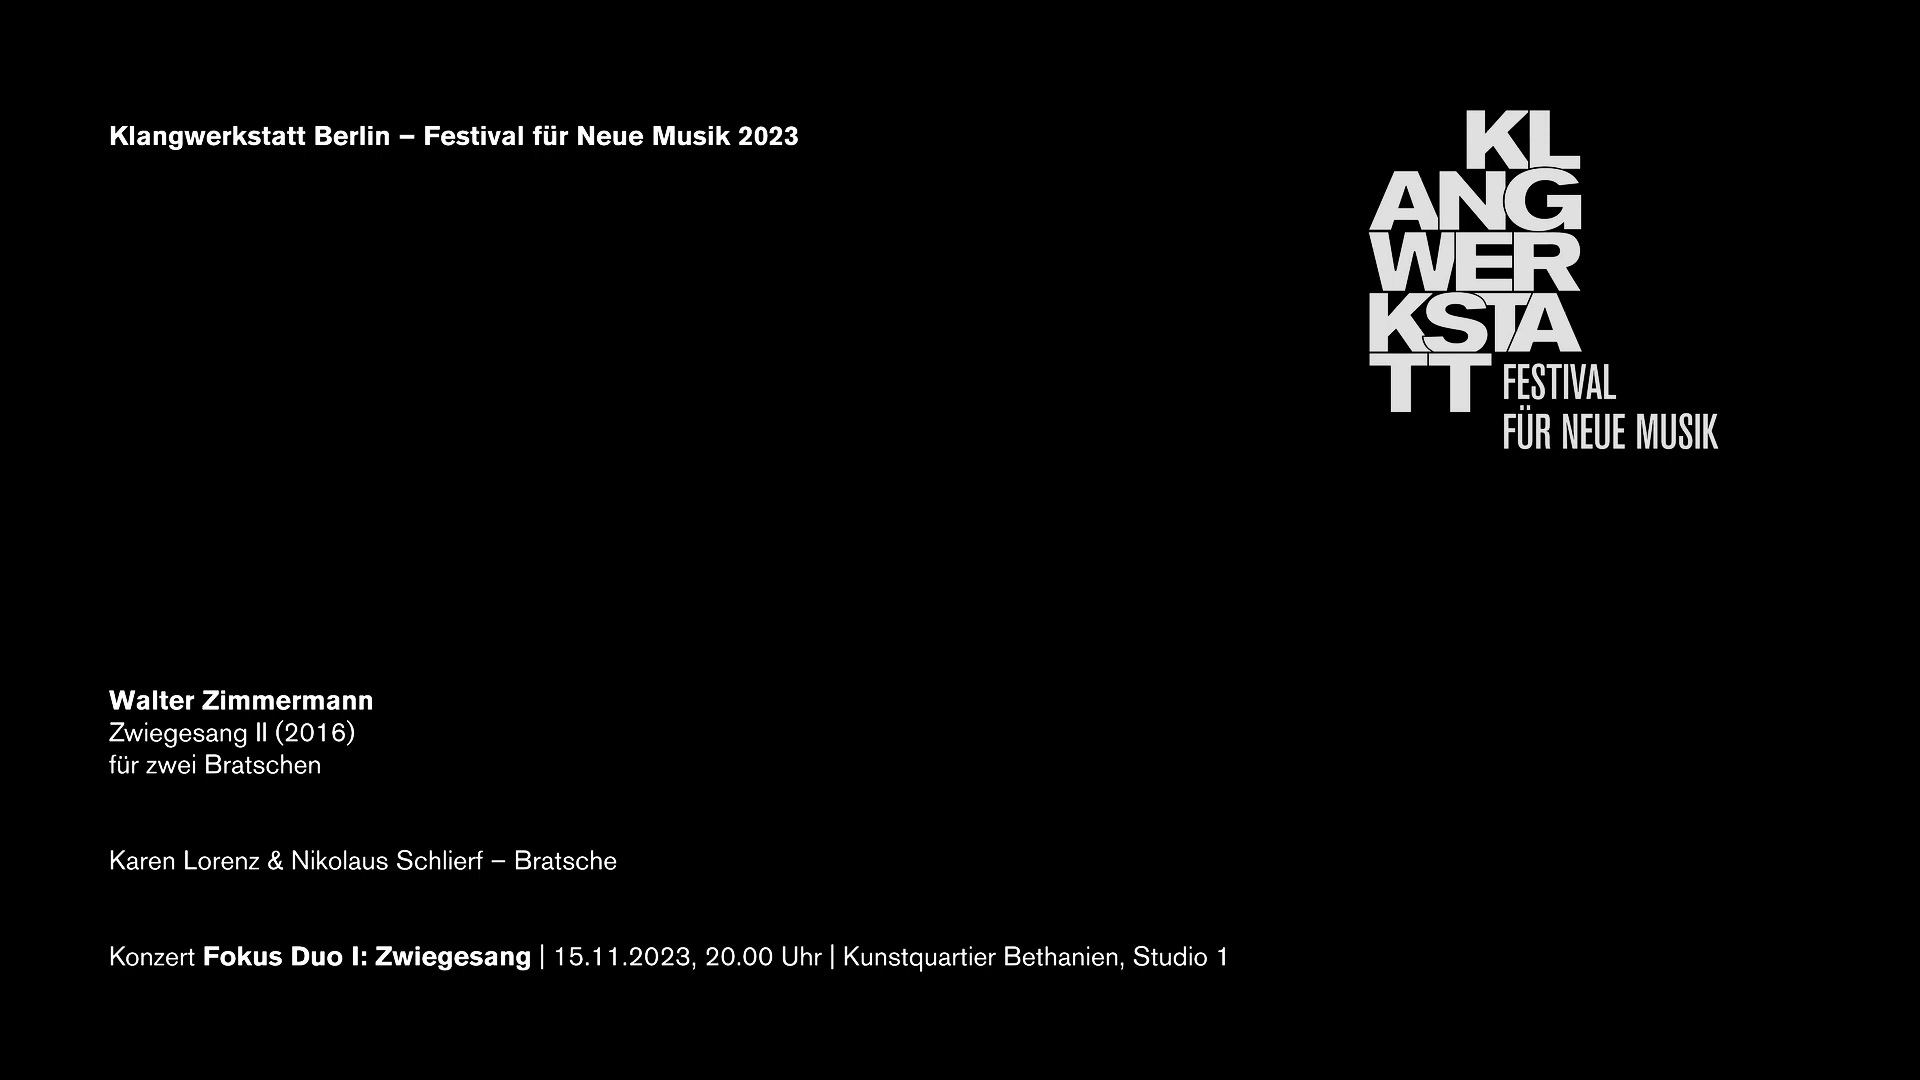 Klangwerkstatt Berlin – Festival für Neue Musik 2023
KL
ANG
WER
KSTA
TT
FESTIVAL
FÜR NEUE MUSIK
Walter Zimmermann
Zwiegesang II (2016)
für zwei Bratschen
Karen Lorenz & Nikolaus Schlierf – Bratsche
Konzert Fokus Duo I: Zwiegesang | 15.11.2023, 20.00 Uhr | Kunstquartier Bethanien, Studio 1